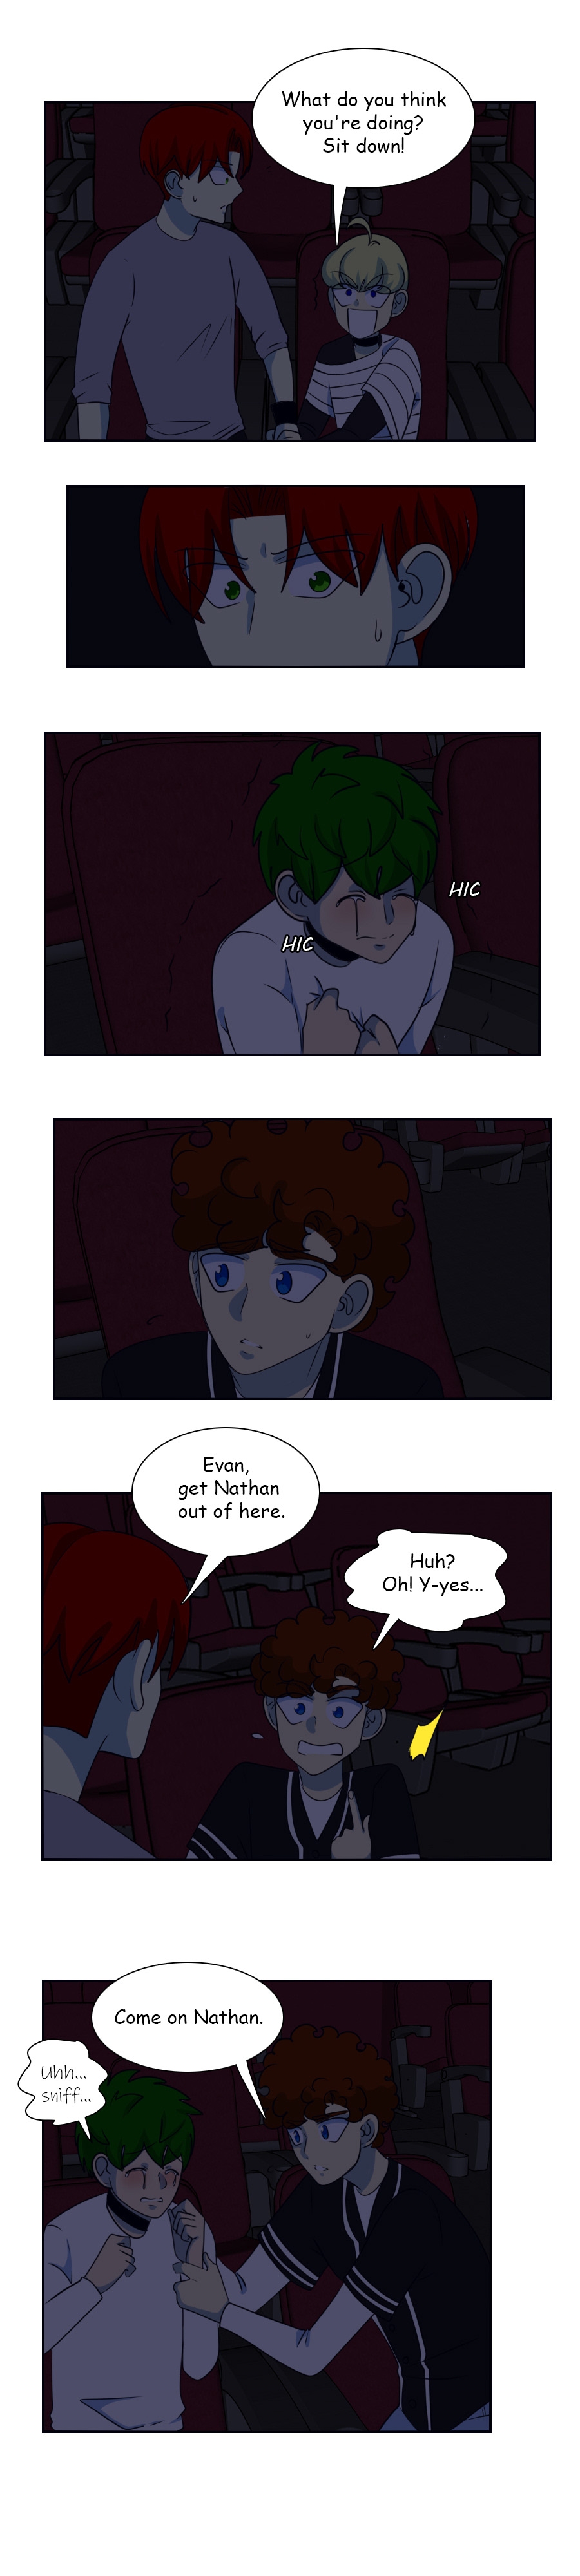 What do you think
you're doing?
Sit down!
HIC
HIC
Evan,
get Nathan
out of here.
Huh?
Oh! Y-yes...
Come on Nathan.
Uhh...
sniff...